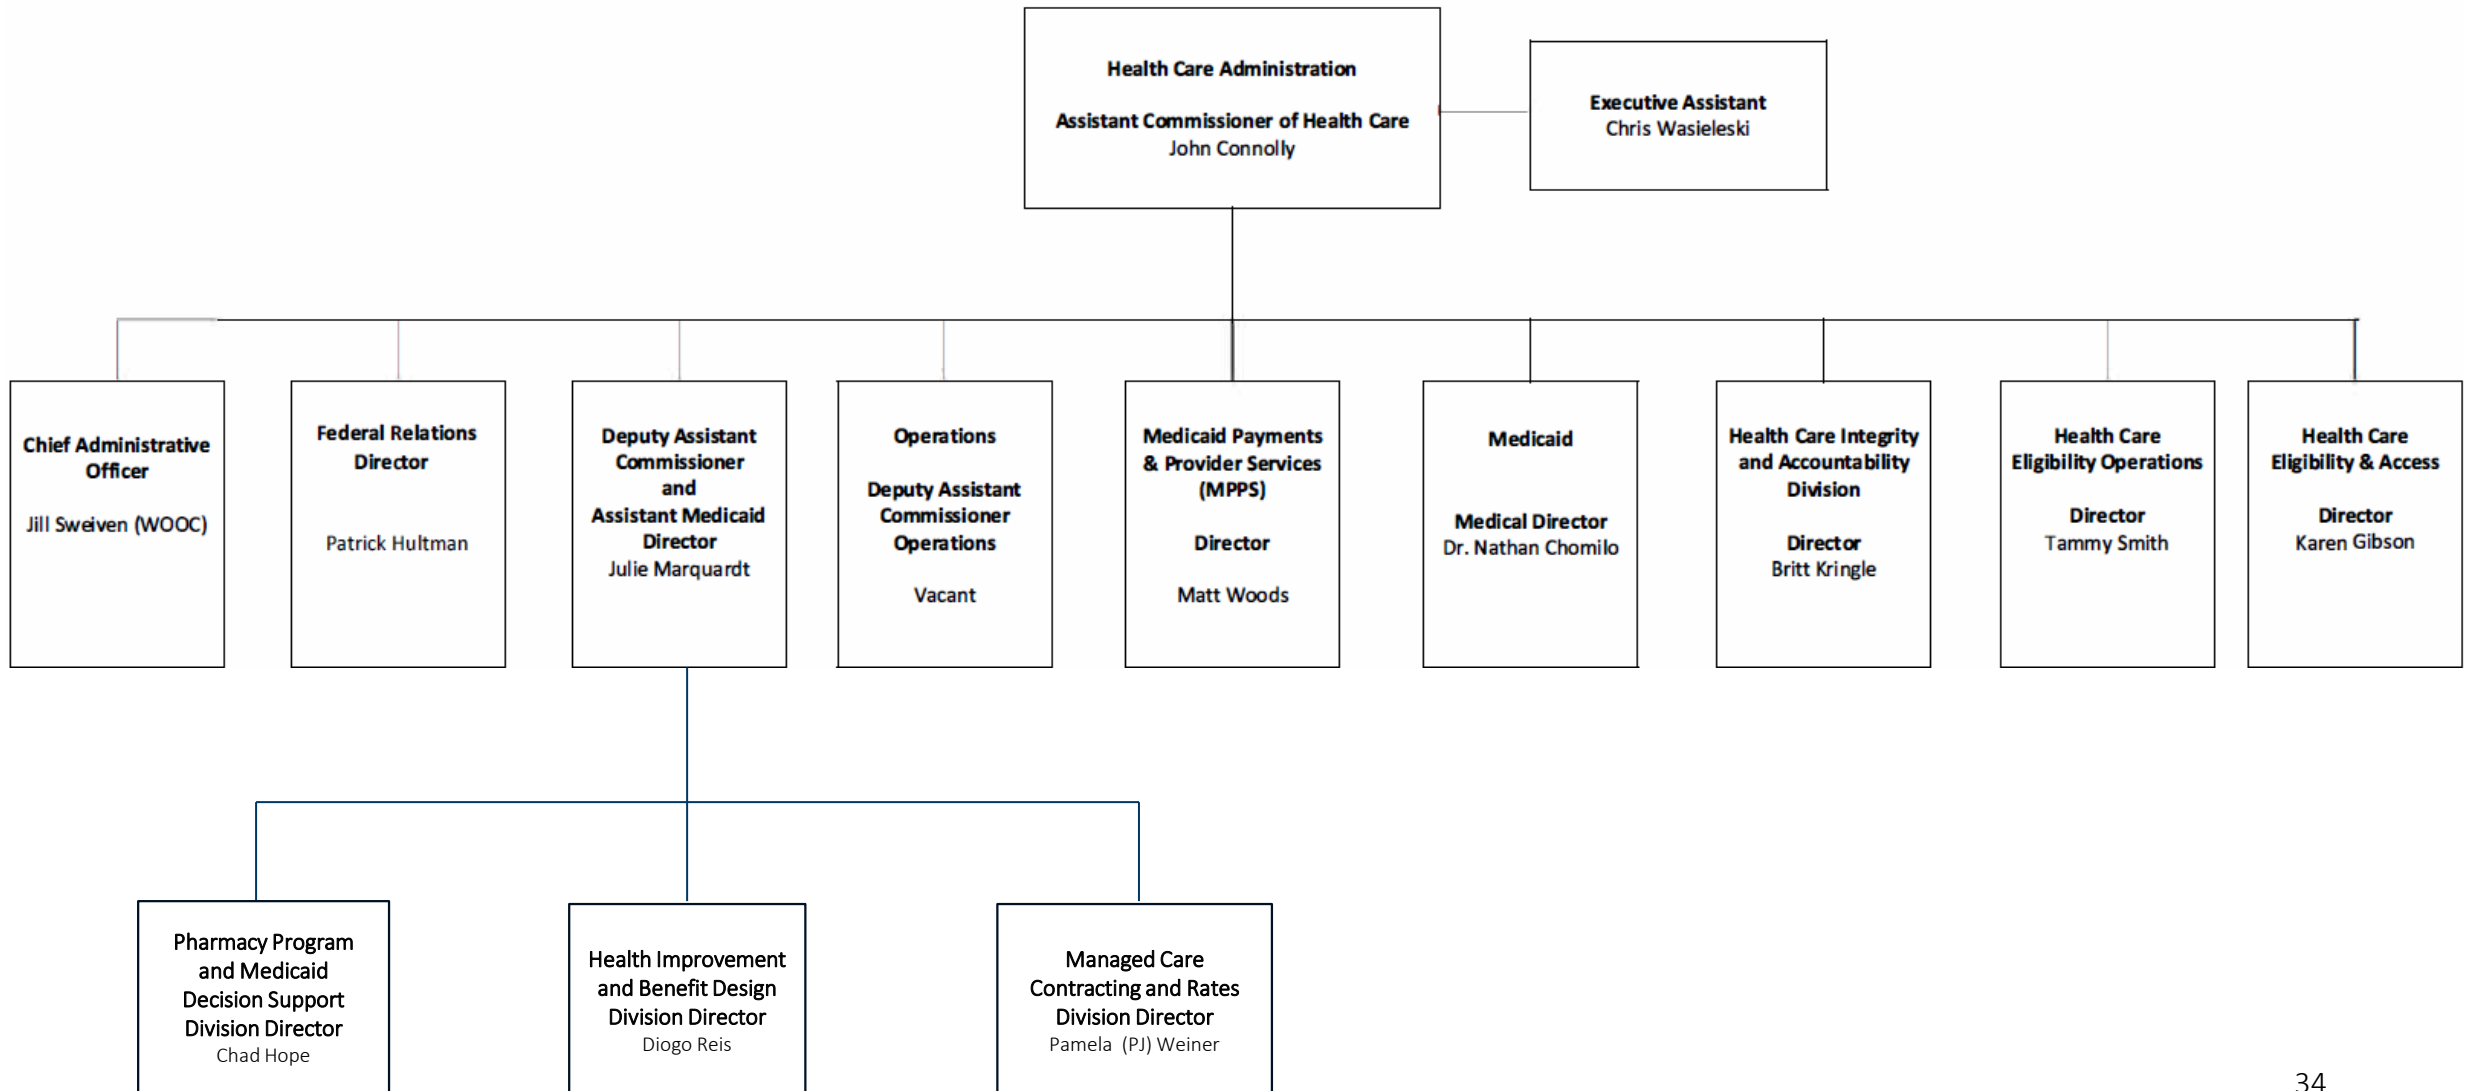 Health Care Administration
Assistant Commissioner of Health Care
John Connolly
Executive Assistant
Chris Wasieleski
Chief Administrative
Officer
Jill Sweiven (WOOC)
Federal Relations
Director
Patrick Hultman
Deputy Assistant
Commissioner
and
Assistant Medicaid
Director
Julie Marquardt
Operations
Deputy Assistant
Commissioner
Operations
Vacant
Medicaid Payments
& Provider Services
(MPPS)
Director
Matt Woods
Medicaid
Medical Director
Dr. Nathan Chomilo
Health Care Integrity
and Accountability
Division
Director
Britt Kringle
Health Care
Eligibility Operations
Director
Tammy Smith
Health Care
Eligibility & Access
Director
Karen Gibson
Pharmacy Program
and Medicaid
Decision Support
Division Director
Chad Hope
Health Improvement
and Benefit Design
Division Director
Diogo Reis
Managed Care
Contracting and Rates
Division Director
Pamela (PJ) Weiner
34